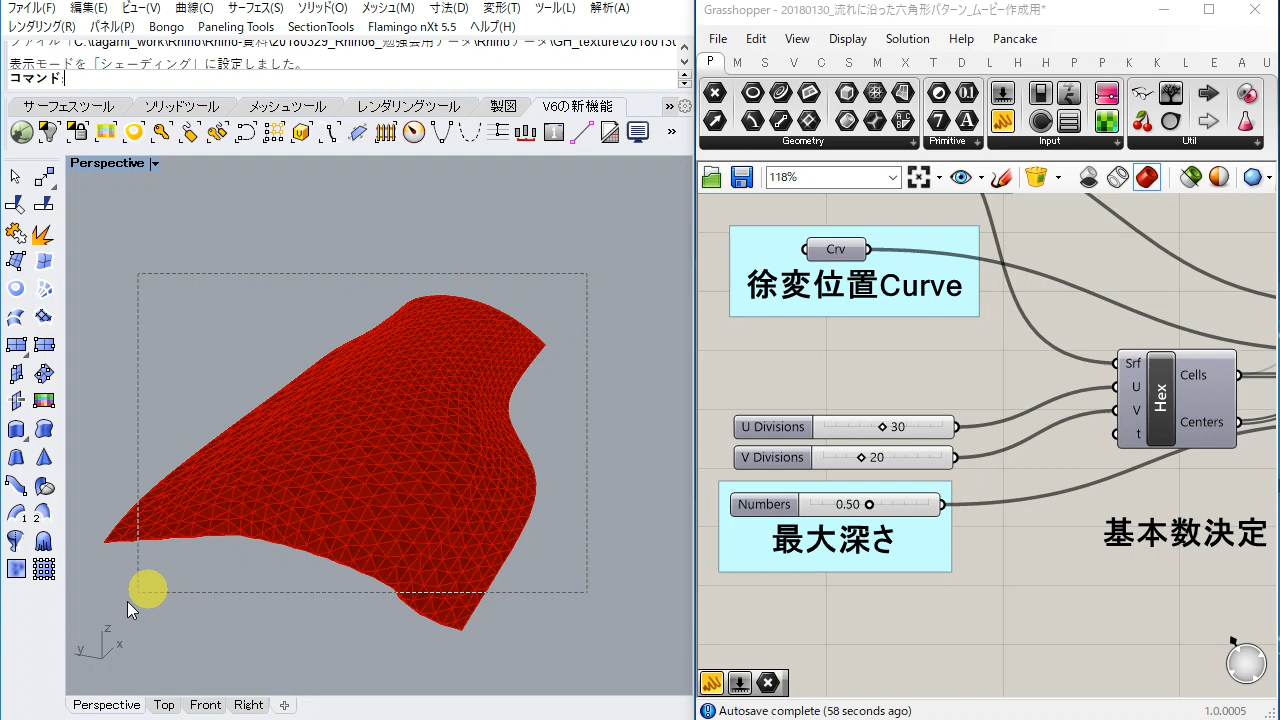 ファイル(F) 編集(E) ビュー(V) 曲線(C) サーフェス(S) ソリッド(O) メッシュ(M) 寸法(D) 変形(T) ツール(L) 解析(A)
レンダリング(R) パネル(P) Bongo Paneling Tools SectionTools Flamingo nXt 5.5 ヘルプ(H)
表示モードを「シェーディング」に設定しました。
コマンド:
サーフェスツール ソリッドツール メッシュツール レンダリングツール 製図 V6の新機能
Perspective
z
x
y
Perspective Top Front Right
Grasshopper - 20180130_流れに沿った六角形パターン_ムービー作成用*
File Edit View Display Solution Help Pancake
P M S V C S M I T D L H P P K K L E A U
Geometry Primitive Input Util
118%
Crv
徐変位置Curve
Srf
U
V
t
Hex
Cells
Centers
U Divisions 30
V Divisions 20
Numbers 0.50
最大深さ
基本数決定
Autosave complete (58 seconds ago)
1.0.0005